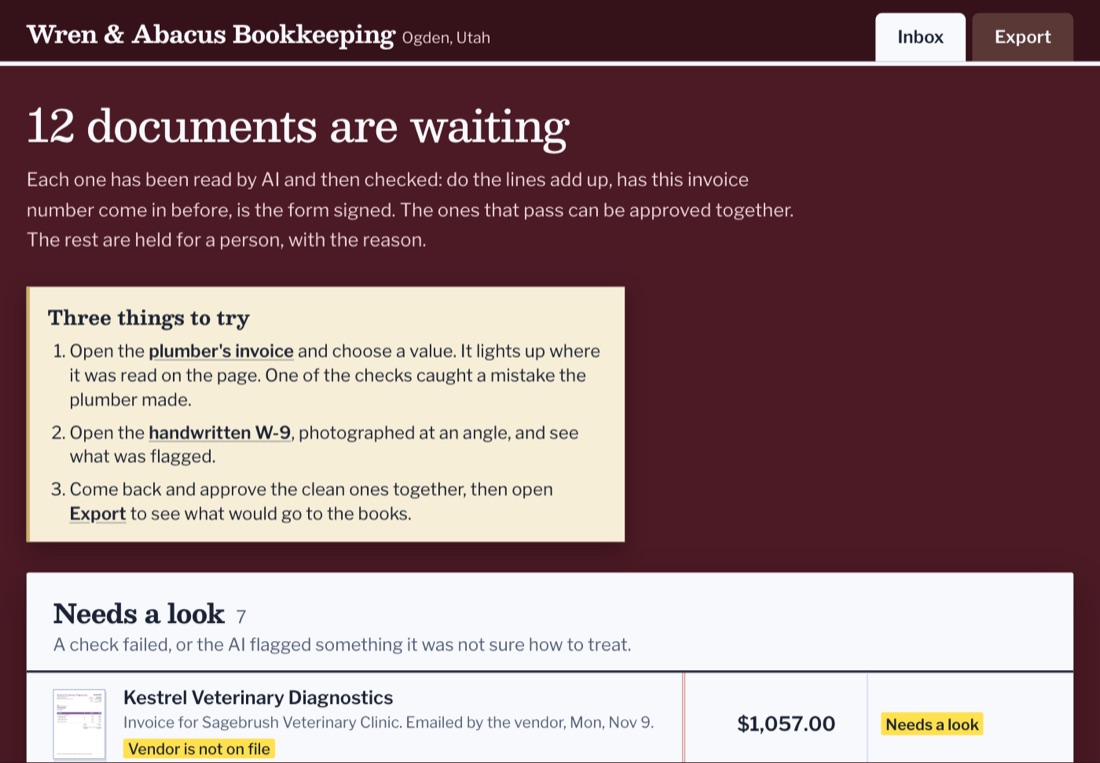 Wren & Abacus Bookkeeping Ogden, Utah
Inbox
Export
12 documents are waiting
Each one has been read by AI and then checked: do the lines add up, has this invoice
number come in before, is the form signed. The ones that pass can be approved together.
The rest are held for a person, with the reason.
Three things to try
1. Open the plumber's invoice and choose a value. It lights up where
it was read on the page. One of the checks caught a mistake the
plumber made.
2. Open the handwritten W-9, photographed at an angle, and see
what was flagged.
3. Come back and approve the clean ones together, then open
Export to see what would go to the books.
Needs a look 7
A check failed, or the AI flagged something it was not sure how to treat.
Kestrel Veterinary Diagnostics
Invoice for Sagebrush Veterinary Clinic. Emailed by the vendor, Mon, Nov 9.
Vendor is not on file
$1,057.00
Needs a look